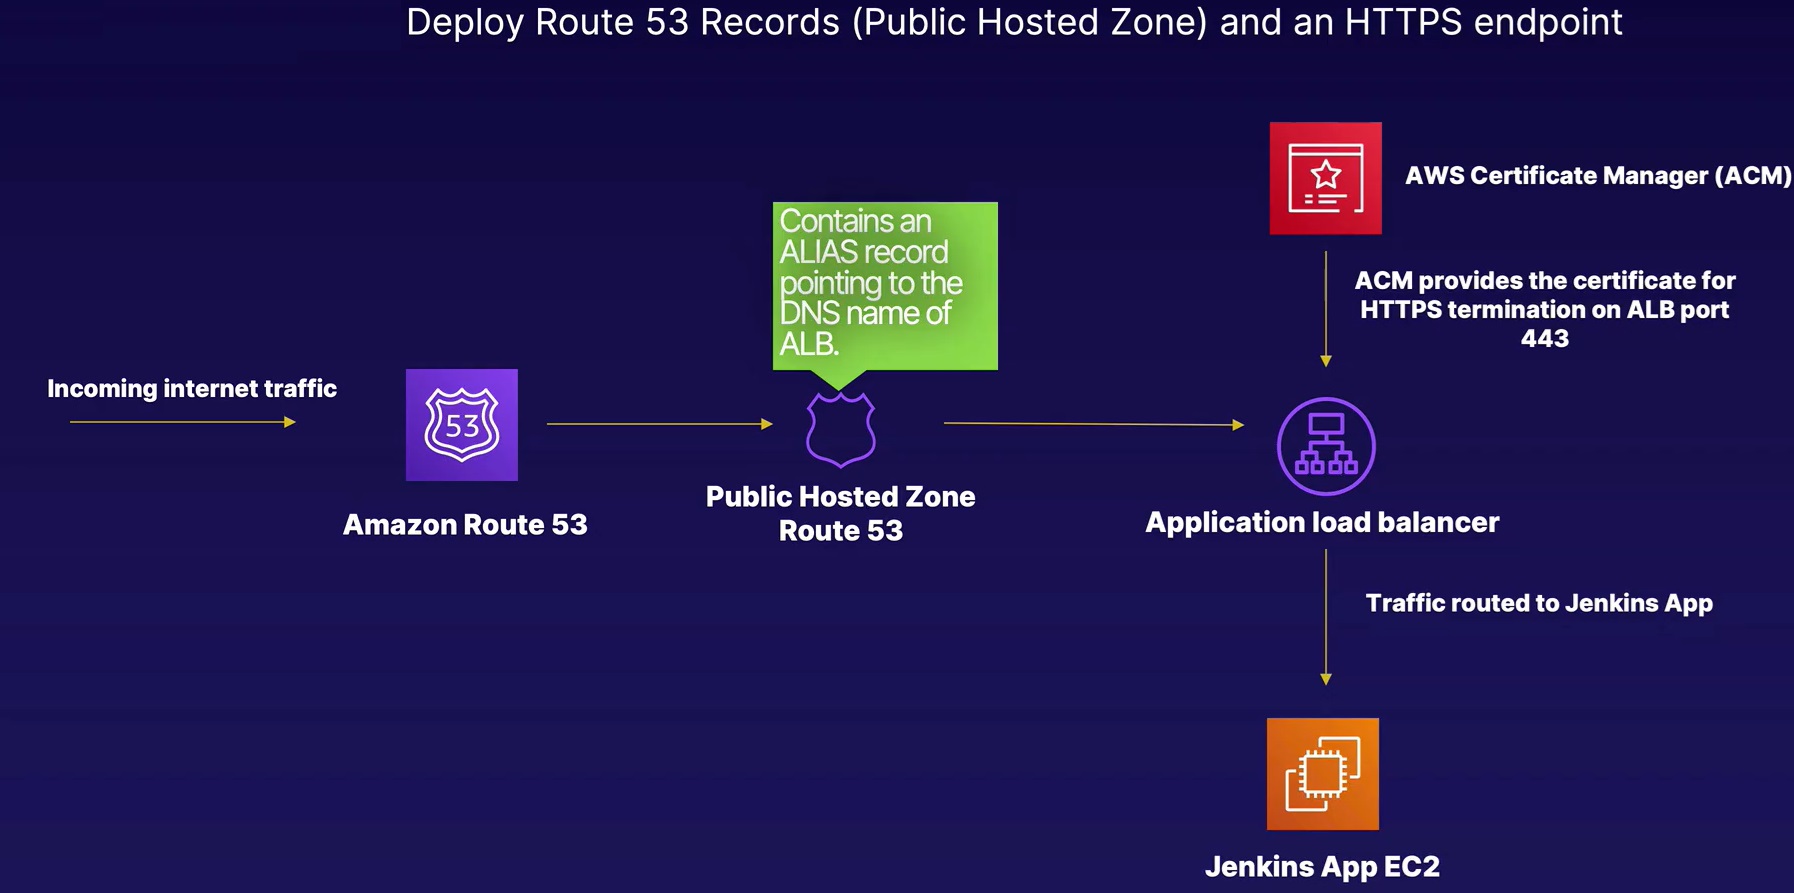 Deploy Route 53 Records (Public Hosted Zone) and an HTTPS endpoint
AWS Certificate Manager (ACM)
Contains an
ALIAS record
pointing to the
DNS name of
ALB.
ACM provides the certificate for
HTTPS termination on ALB port
443
Incoming internet traffic
53
Amazon Route 53
Public Hosted Zone
Route 53
Application load balancer
Traffic routed to Jenkins App
Jenkins App EC2